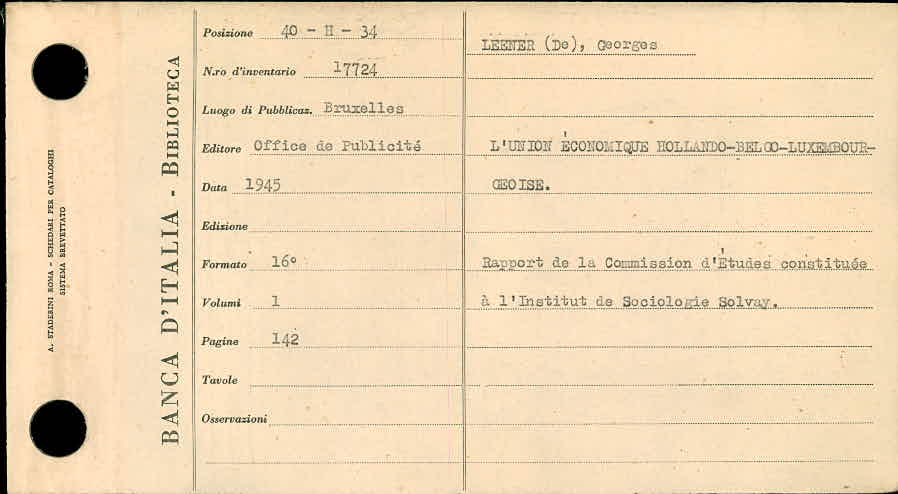 A. STADERINI ROMA - SCHEDARI PER CATALOGHI
SISTEMA BREVETTATO
BANCA D'ITALIA - BIBLIOTECA
Posizione 40 - H - 34
N.ro d'inventario 17724
Luogo di Pubblicaz. Bruxelles
Editore Office de Publicité
Data 1945
Edizione
Formato 16°
Volumi 1
Pagine 142
Tavole
Osservazioni
LEENER (De), Georges
L'UNION ÉCONOMIQUE HOLLANDO-BELGO-LUXEMBOUR-
GEOISE.
Rapport de la Commission d'Études constituée
à l'Institut de Sociologie Solvay.